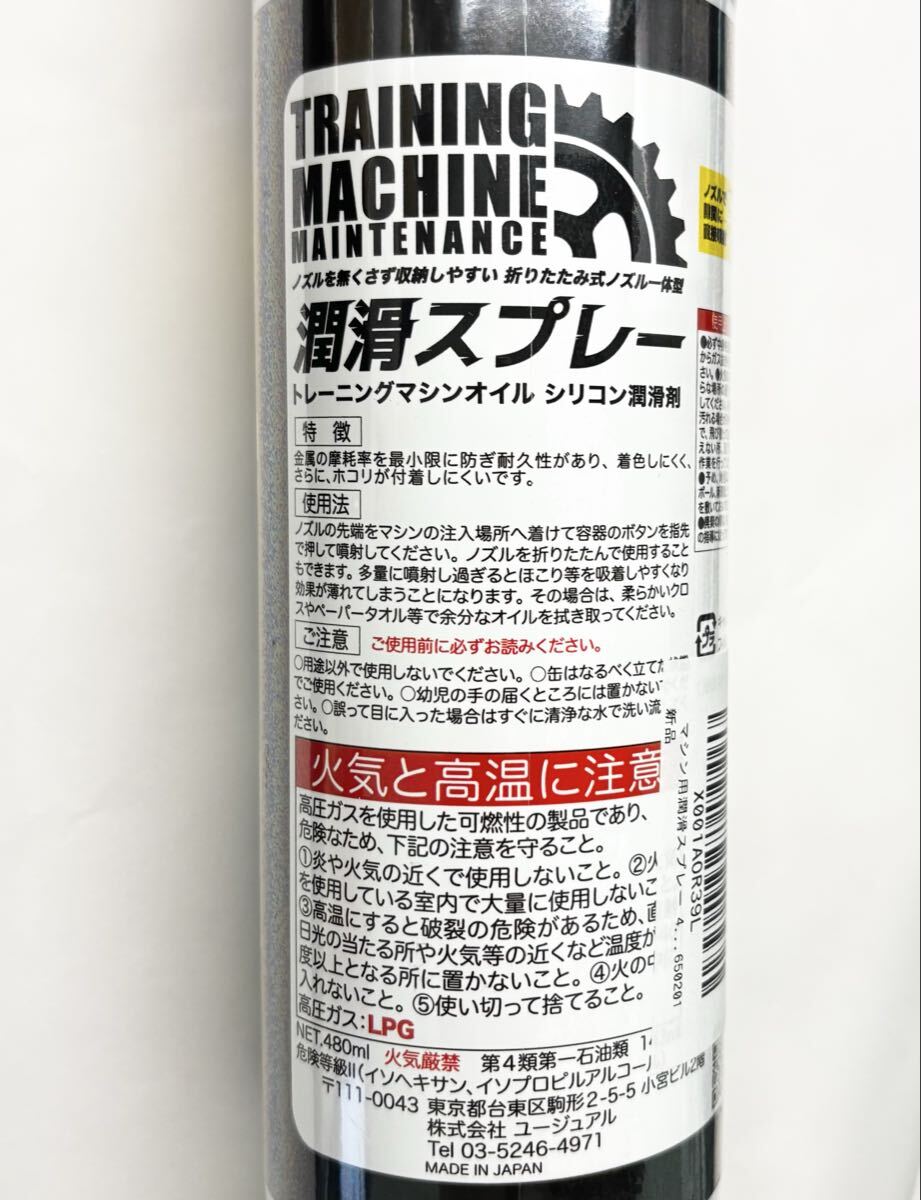 TRAINING
MACHINE
MAINTENANCE
ノズルを無くさず収納しやすい 折りたたみ式ノズル一体型
潤滑スプレー
トレーニングマシンオイル シリコン潤滑剤
特 徴
金属の摩耗率を最小限に防ぎ耐久性があり、着色しにくく、
さらに、ホコリが付着しにくいです。
使用法
ノズルの先端をマシンの注入場所へ着けて容器のボタンを指先
で押して噴射してください。ノズルを折りたたんで使用すること
もできます。多量に噴射し過ぎるとほこり等を吸着しやすくなり
効果が薄れてしまうことになります。その場合は、柔らかいクロ
スやペーパータオル等で余分なオイルを拭き取ってください。
ご注意 ご使用前に必ずお読みください。
○用途以外で使用しないでください。○缶はなるべく立てた
でご使用ください。○幼児の手の届くところには置かない
さい。○誤って目に入った場合はすぐに清浄な水で洗い流
ださい。
火気と高温に注意
高圧ガスを使用した可燃性の製品であり、
危険なため、下記の注意を守ること。
①炎や火気の近くで使用しないこと。②火
を使用している室内で大量に使用しないこ
③高温にすると破裂の危険があるため、直
日光の当たる所や火気等の近くなど温度が
度以上となる所に置かないこと。④火の中
入れないこと。⑤使い切って捨てること。
高圧ガス:LPG
NET,480ml 火気厳禁 第4類第一石油類
危険等級II(イソヘキサン、イソプロピルアルコール
〒111-0043 東京都台東区駒形2-5-5 小宮ビル2階
株式会社 ユージュアル
Tel 03-5246-4971
MADE IN JAPAN
X001A0R39L
マシン用潤滑スプレー 4...650201
新品
ノズルで
隙間に
直接